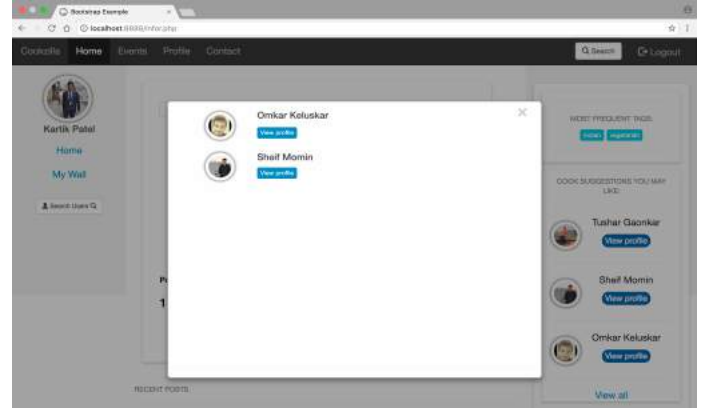 Bootstrap Example
localhost
Cookzilla Home Events Profile Contact
Search
Logout
Kartik Patel
Home
My Wall
Search Users
Omkar Keluskar
View profile
Sheif Momin
View profile
1
MOST FREQUENT TAGS:
indian vegetarian
COOK SUGGESTIONS YOU MAY
LIKE:
Tushar Gaonkar
View profile
Sheif Momin
View profile
Omkar Keluskar
View profile
View all
RECENT POSTS